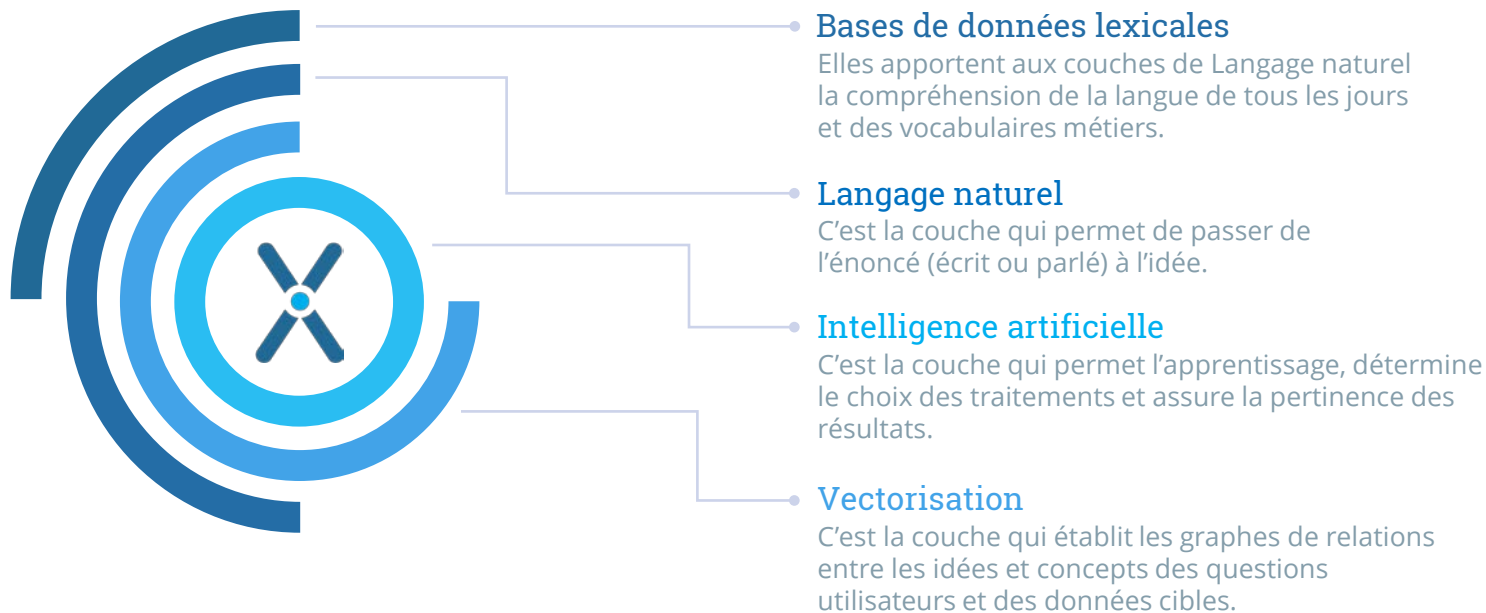 Bases de données lexicales
Elles apportent aux couches de Langage naturel
la compréhension de la langue de tous les jours
et des vocabulaires métiers.
Langage naturel
C’est la couche qui permet de passer de
l’énoncé (écrit ou parlé) à l’idée.
Intelligence artificielle
C’est la couche qui permet l’apprentissage, détermine
le choix des traitements et assure la pertinence des
résultats.
Vectorisation
C’est la couche qui établit les graphes de relations
entre les idées et concepts des questions
utilisateurs et des données cibles.